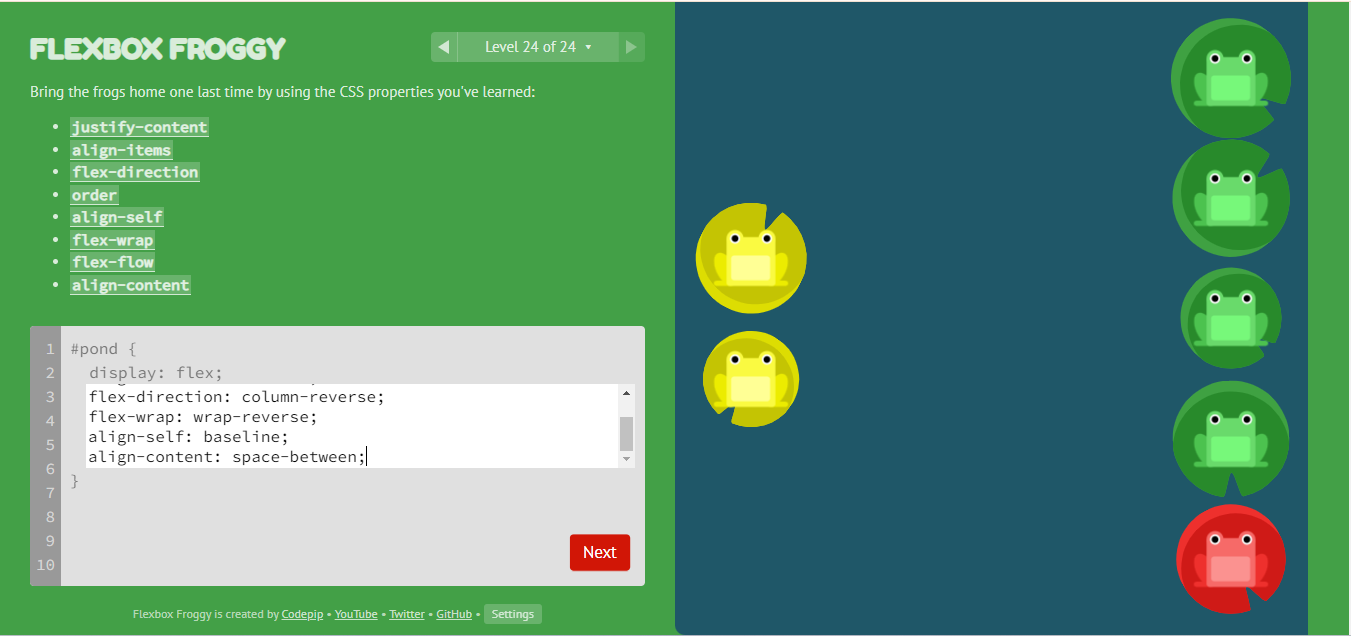 FLEXBOX FROGGY
◀ Level 24 of 24 ▼ ▶
Bring the frogs home one last time by using the CSS properties you've learned:
• justify-content
• align-items
• flex-direction
• order
• align-self
• flex-wrap
• flex-flow
• align-content
1 #pond {
2 display: flex;
3 flex-direction: column-reverse;
4 flex-wrap: wrap-reverse;
5 align-self: baseline;
6 align-content: space-between;
7 }
8
9
10
Next
Flexbox Froggy is created by Codepip • YouTube • Twitter • GitHub • Settings